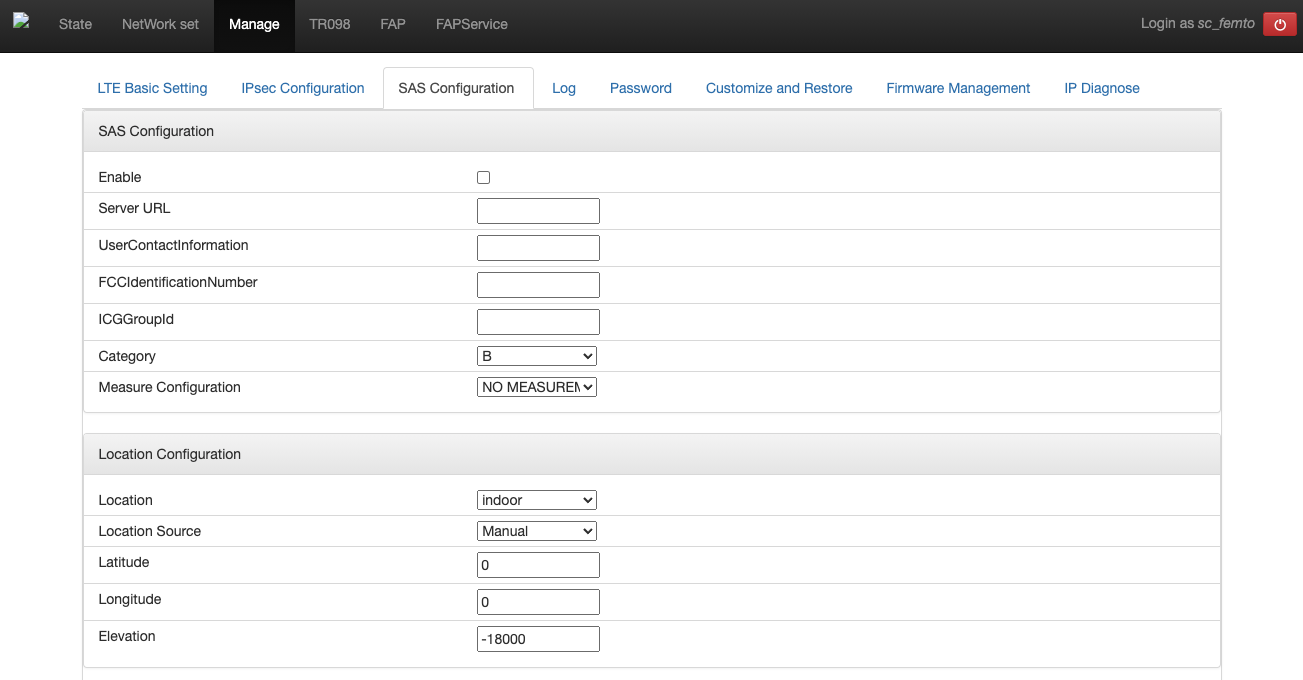 State NetWork set Manage TR098 FAP FAPService Login as sc_femto
LTE Basic Setting IPsec Configuration SAS Configuration Log Password Customize and Restore Firmware Management IP Diagnose
SAS Configuration
Enable
Server URL
UserContactInformation
FCCIdentificationNumber
ICGGroupId
Category B
Measure Configuration NO MEASUREM
Location Configuration
Location indoor
Location Source Manual
Latitude 0
Longitude 0
Elevation -18000